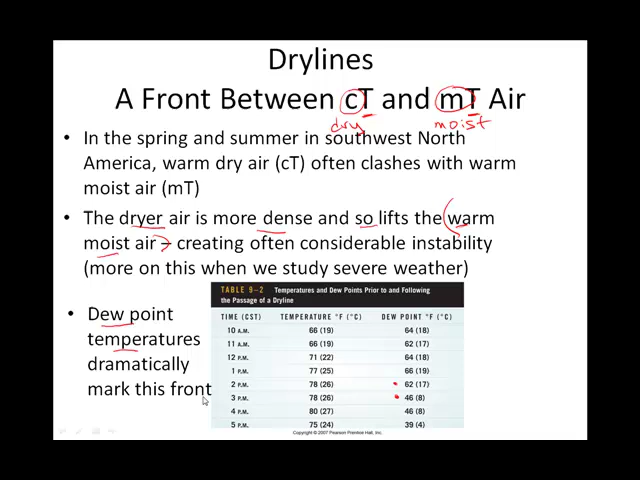 Drylines
A Front Between cT and mT Air
dry moist
• In the spring and summer in southwest North
America, warm dry air (cT) often clashes with warm
moist air (mT)
• The dryer air is more dense and so lifts the warm
moist air – creating often considerable instability
(more on this when we study severe weather)
• Dew point
temperatures
dramatically
mark this front
TABLE 9–2 Temperatures and Dew Points Prior to and Following
the Passage of a Dryline
TIME (CST) TEMPERATURE °F (°C) DEW POINT °F (°C)
10 A.M. 66 (19) 64 (18)
11 A.M. 66 (19) 62 (17)
12 P.M. 71 (22) 64 (18)
1 P.M. 77 (25) 66 (19)
2 P.M. 78 (26) 62 (17)
3 P.M. 78 (26) 46 (8)
4 P.M. 80 (27) 46 (8)
5 P.M. 75 (24) 39 (4)
Copyright © 2007 Pearson Prentice Hall, Inc.